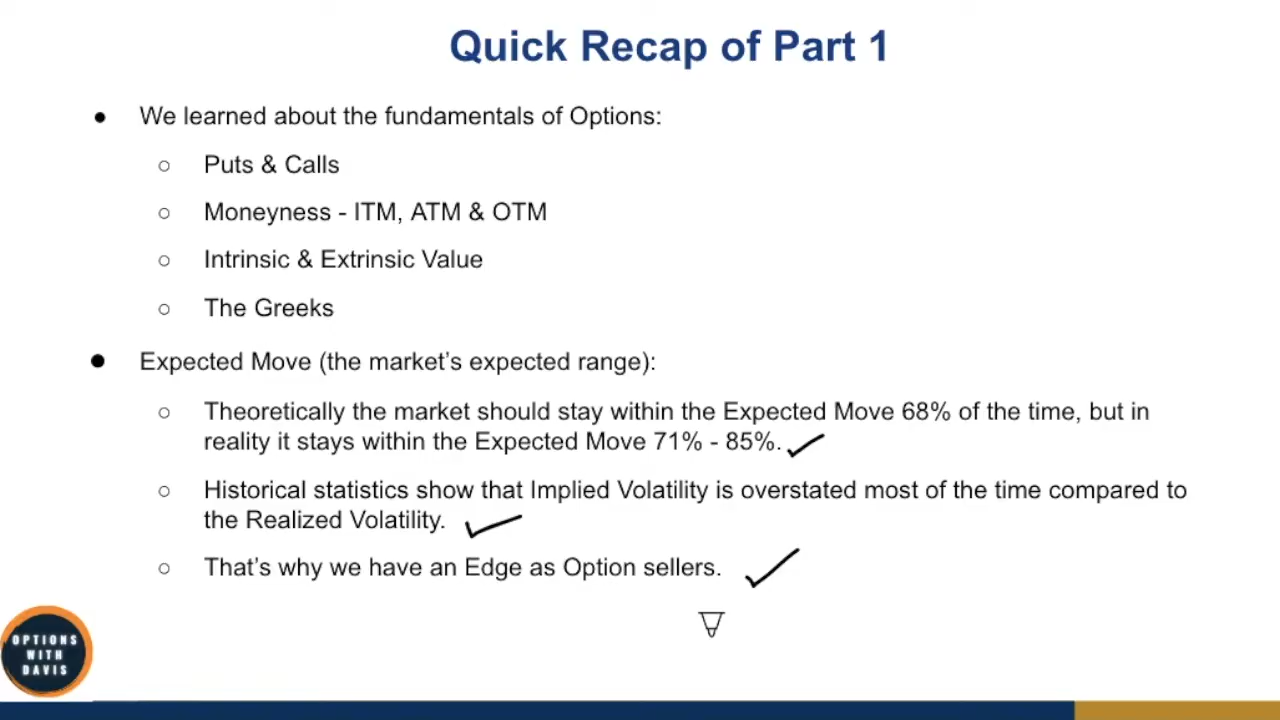 Quick Recap of Part 1
● We learned about the fundamentals of Options:
○ Puts & Calls
○ Moneyness - ITM, ATM & OTM
○ Intrinsic & Extrinsic Value
○ The Greeks
● Expected Move (the market’s expected range):
○ Theoretically the market should stay within the Expected Move 68% of the time, but in
reality it stays within the Expected Move 71% - 85%.
○ Historical statistics show that Implied Volatility is overstated most of the time compared to
the Realized Volatility.
○ That’s why we have an Edge as Option sellers.
OPTIONS
WITH
DAVIS